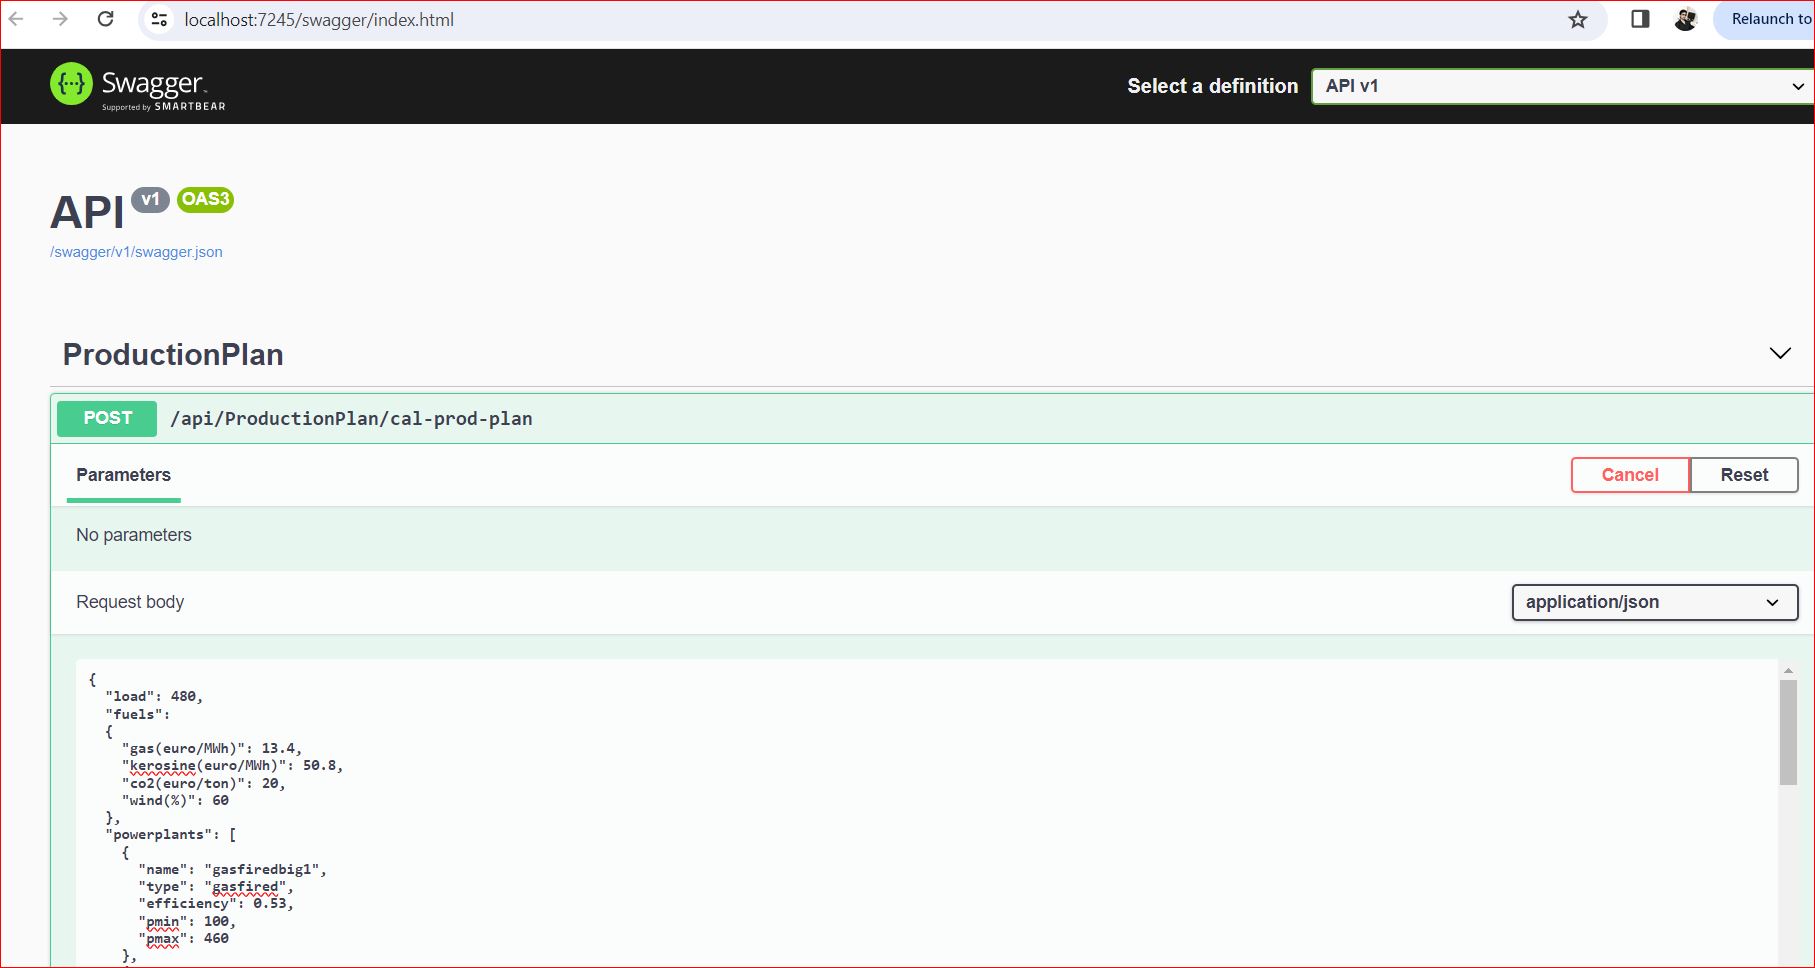 localhost:7245/swagger/index.html
Relaunch to
{··} Swagger
Supported by SMARTBEAR
Select a definition
API v1
API v1 OAS3
/swagger/v1/swagger.json
ProductionPlan
POST /api/ProductionPlan/cal-prod-plan
Parameters
Cancel Reset
No parameters
Request body
application/json
{
"load": 480,
"fuels":
{
"gas(euro/MWh)": 13.4,
"kerosine(euro/MWh)": 50.8,
"co2(euro/ton)": 20,
"wind(%)": 60
},
"powerplants": [
{
"name": "gasfiredbig1",
"type": "gasfired",
"efficiency": 0.53,
"pmin": 100,
"pmax": 460
},